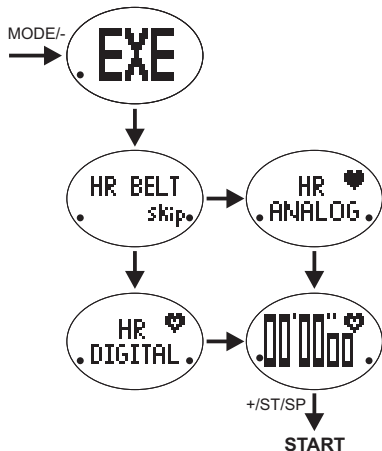 MODE/-
EXE
HR BELT
skip
HR
ANALOG
HR
DIGITAL
00'00''00
+/ST/SP
START